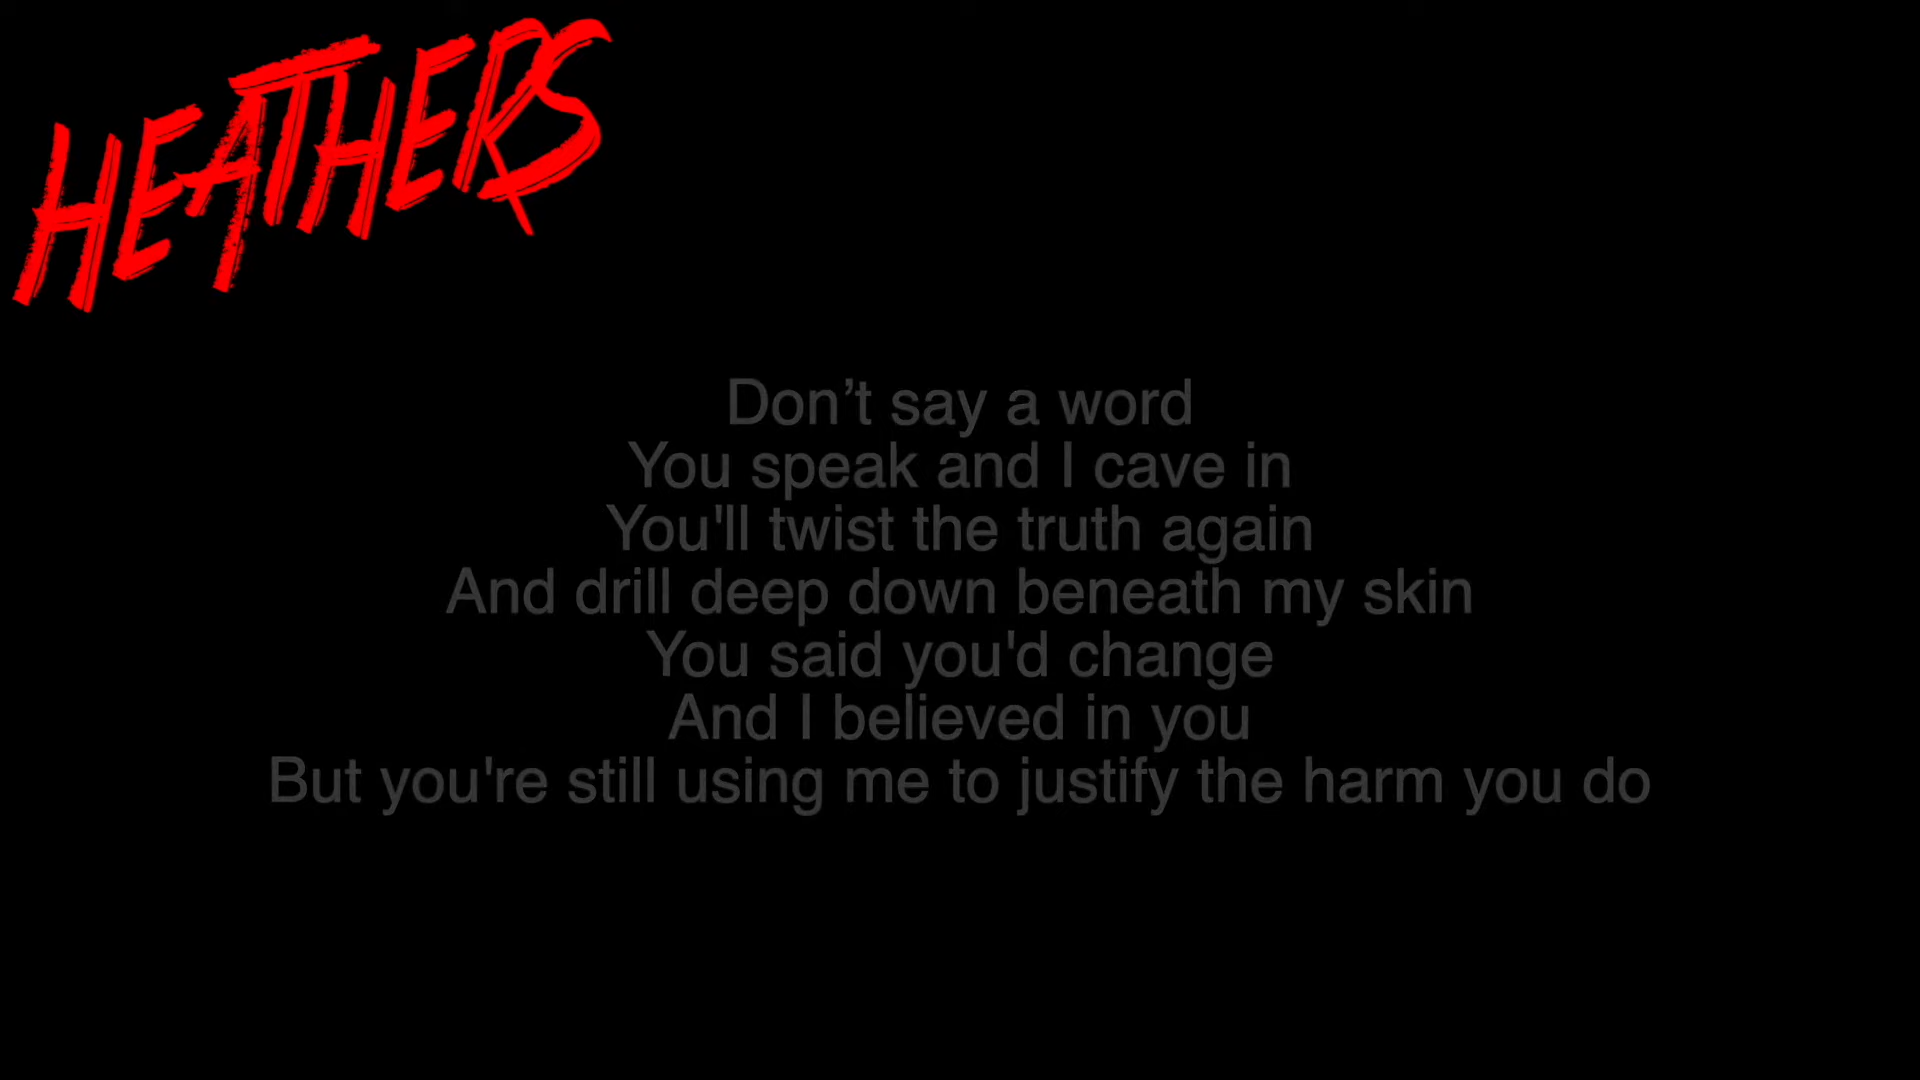 HEATHERS
Don’t say a word
You speak and I cave in
You'll twist the truth again
And drill deep down beneath my skin
You said you'd change
And I believed in you
But you're still using me to justify the harm you do